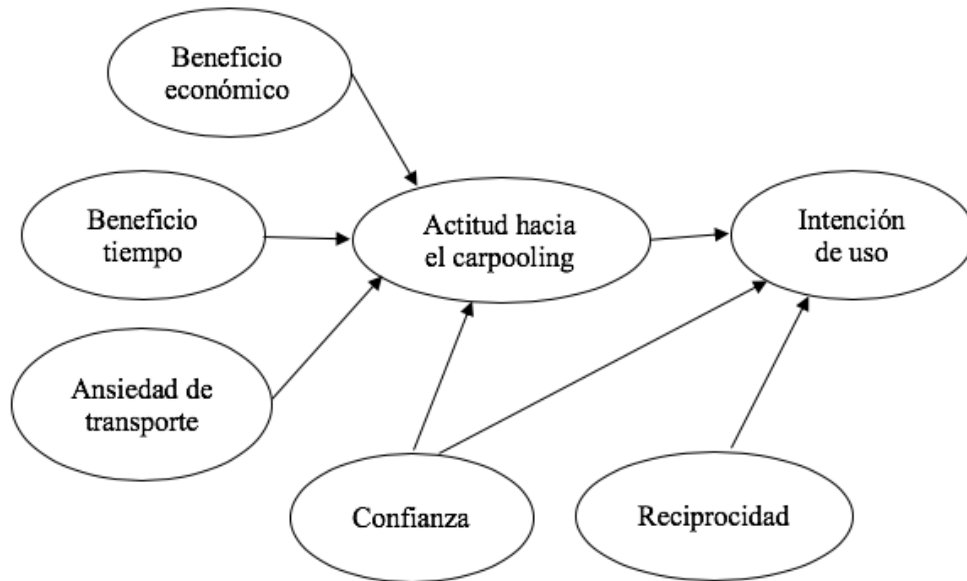 Beneficio
económico
Beneficio
tiempo
Actitud hacia
el carpooling
Intención
de uso
Ansiedad de
transporte
Confianza
Reciprocidad